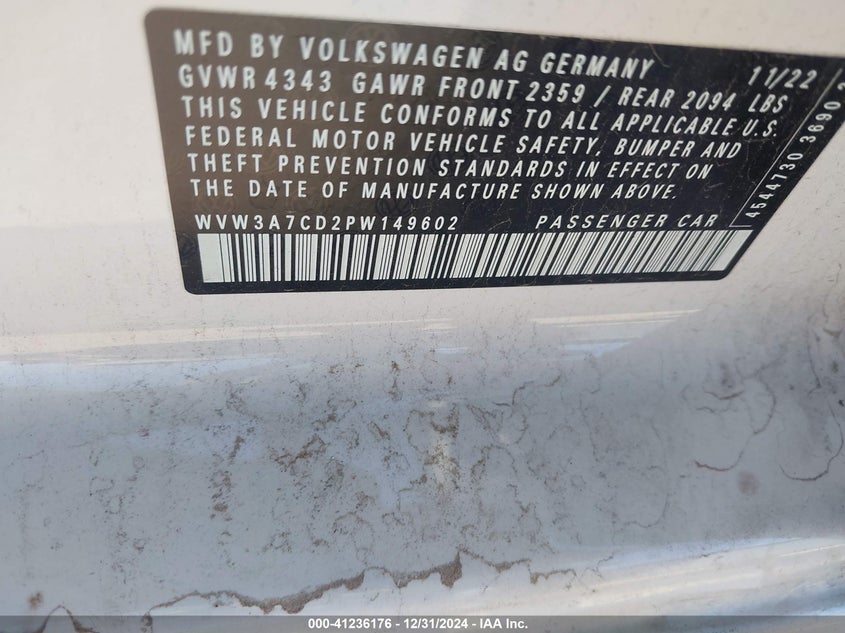 MFD BY VOLKSWAGEN AG GERMANY 11/22
GVWR 4343 GAWR FRONT 2359 / REAR 2094 LBS
THIS VEHICLE CONFORMS TO ALL APPLICABLE U.S.
FEDERAL MOTOR VEHICLE SAFETY, BUMPER AND
THEFT PREVENTION STANDARDS IN EFFECT ON
THE DATE OF MANUFACTURE SHOWN ABOVE.
WVW3A7CD2PW149602 PASSENGER CAR
4544730 3690
000-41236176 - 12/31/2024 - IAA Inc.